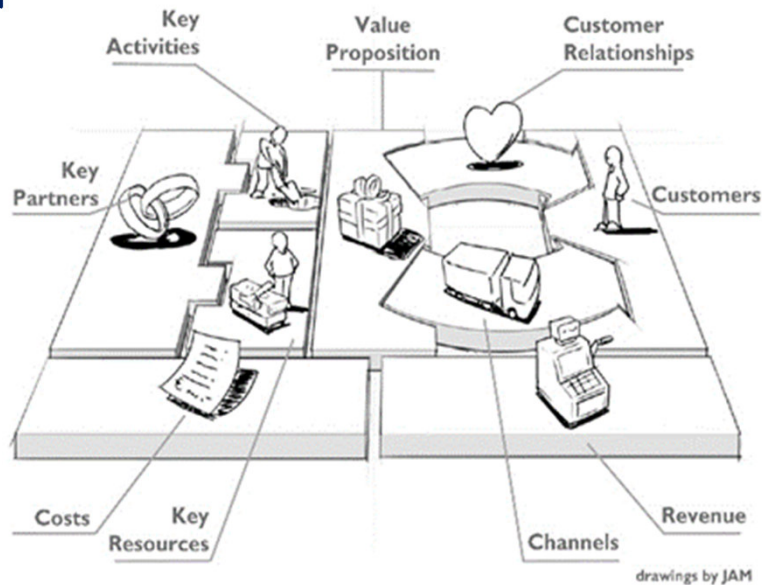 Key
Activities
Value
Proposition
Customer
Relationships
Key
Partners
Customers
Costs
Key
Resources
Channels
Revenue
drawings by JAM